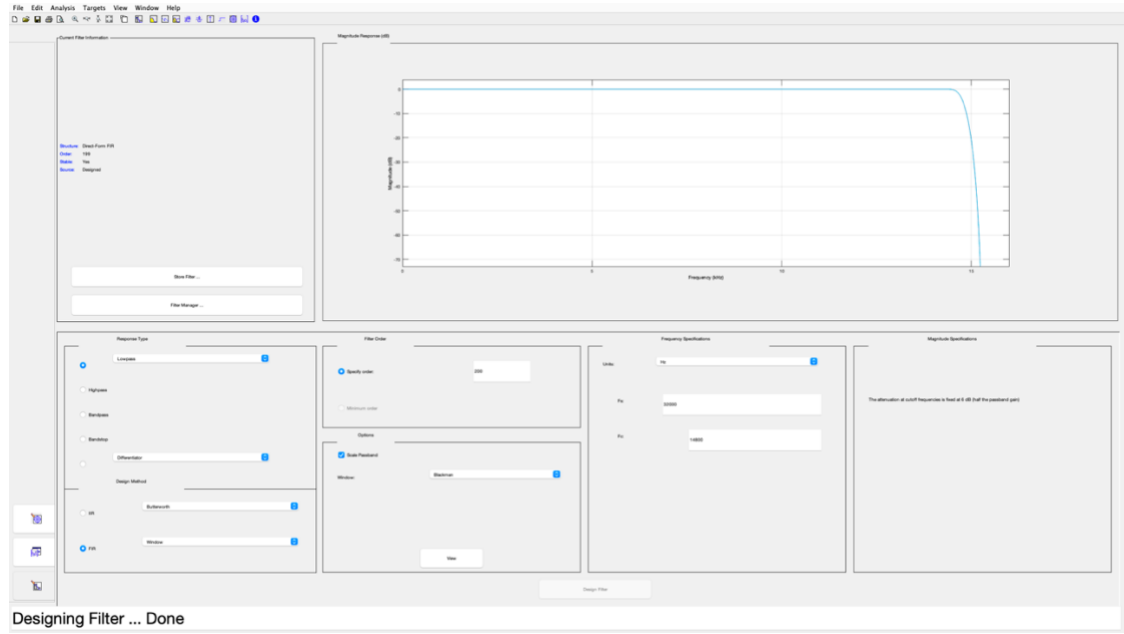 File Edit Analysis Targets View Window Help
Current Filter Information
Structure: Direct-Form FIR
Order:
Stable: Yes
Source: Designed
Store Filter ...
Filter Manager ...
Magnitude Response (dB)
Magnitude (dB)
0
0 5 10 15
Frequency (kHz)
Response Type
Lowpass
Highpass
Bandpass
Bandstop
Differentiator
Design Method
IIR Butterworth
FIR Window
Filter Order
Specify order: 200
Minimum order
Options
Scale Passband
Window: Blackman
View
Frequency Specifications
Units: Hz
Fs: 32000
Fc:
Magnitude Specifications
The attenuation at cutoff frequencies is fixed at 6 dB (half the passband gain)
Design Filter
Designing Filter ... Done